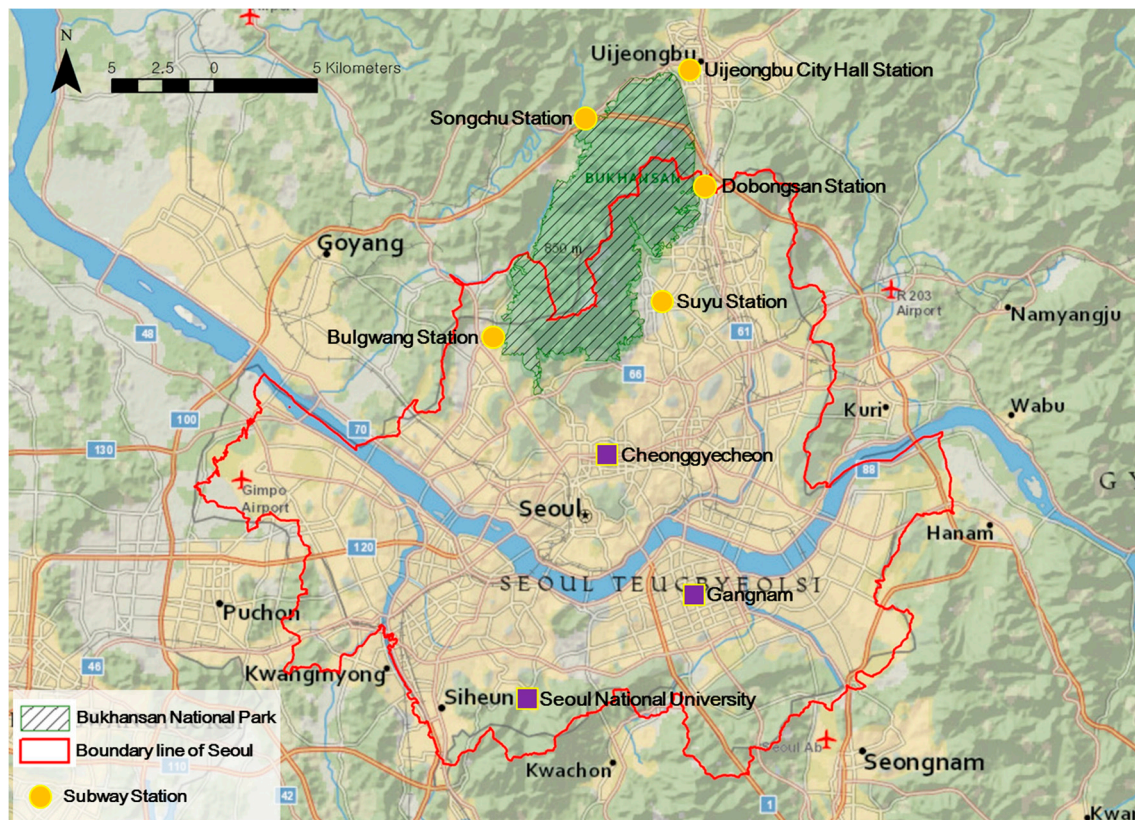 Airport
N
5 2.5 0 5 Kilometers
Uijeongbu
Uijeongbu City Hall Station
Songchu Station
BUKHANSAN
Dobongsan Station
Goyang
850 m
R 203
Airport
Suyu Station
Namyangju
48
61
Bulgwang Station
66
100
Kuri
Wabu
70
130
Cheonggyecheon
88
Gimpo
Airport
G Y
Seoul
Hanam
120
SEOUL TEUGBYEOLSI
Gangnam
Puchon
46
Kwangmyong
Siheun
Seoul National University
Bukhansan National Park
Boundary line of Seoul
Seoul Ab
Kwachon
Seongnam
110
Subway Station
42
1
Kwan